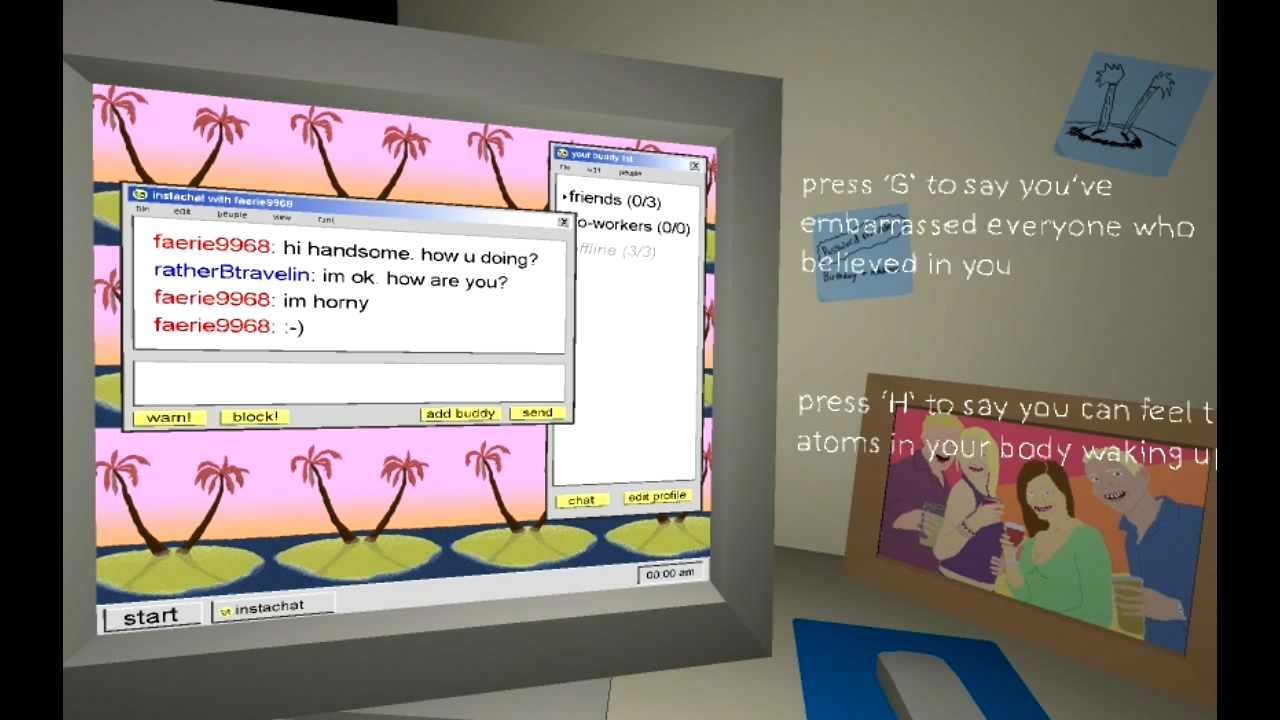 your buddy list
file edit people
friends (0/3)
o-workers (0/0)
ffline (3/3)
instachat with faerie9968
file edit people view font
faerie9968: hi handsome. how u doing?
ratherBtravelin: im ok. how are you?
faerie9968: im horny
faerie9968: :-)
warn! block! add buddy send
chat edit profile
00:00 am
start instachat
press 'G' to say you've
embarrassed everyone who
believed in you
press 'H' to say you can feel t
atoms in your body waking u